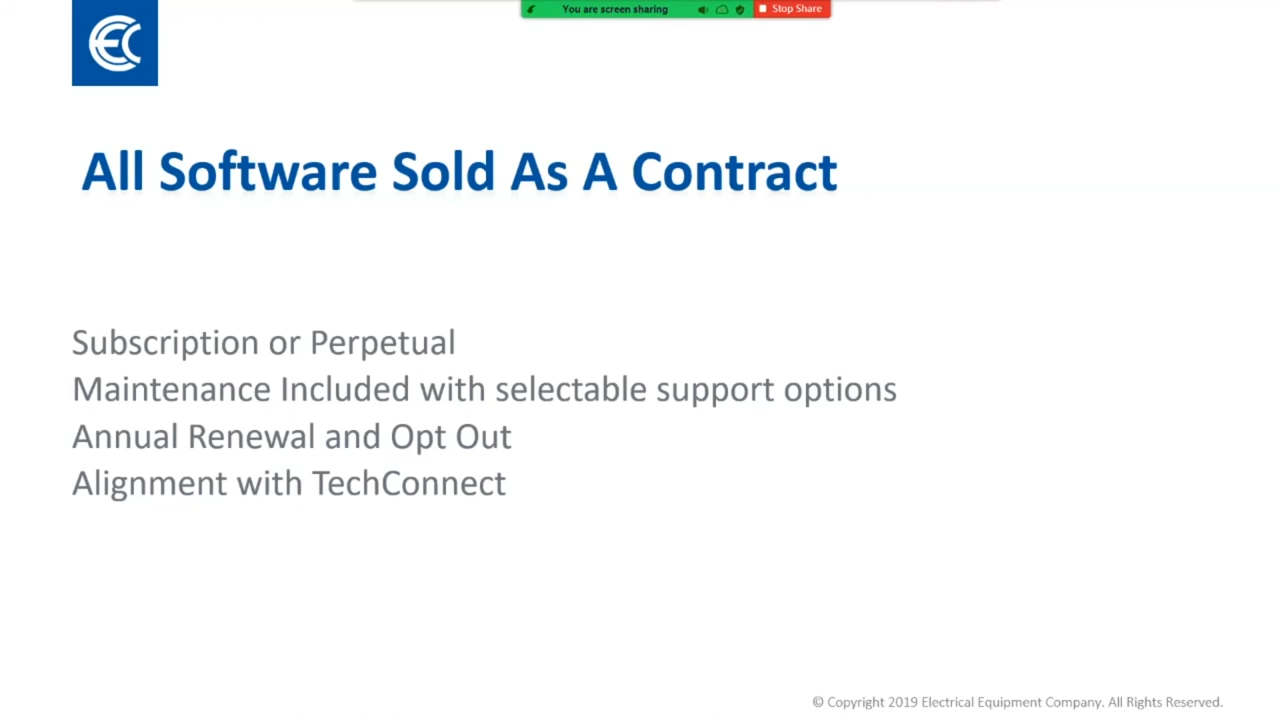 You are screen sharing
Stop Share
EC
All Software Sold As A Contract
Subscription or Perpetual
Maintenance Included with selectable support options
Annual Renewal and Opt Out
Alignment with TechConnect
© Copyright 2019 Electrical Equipment Company. All Rights Reserved.